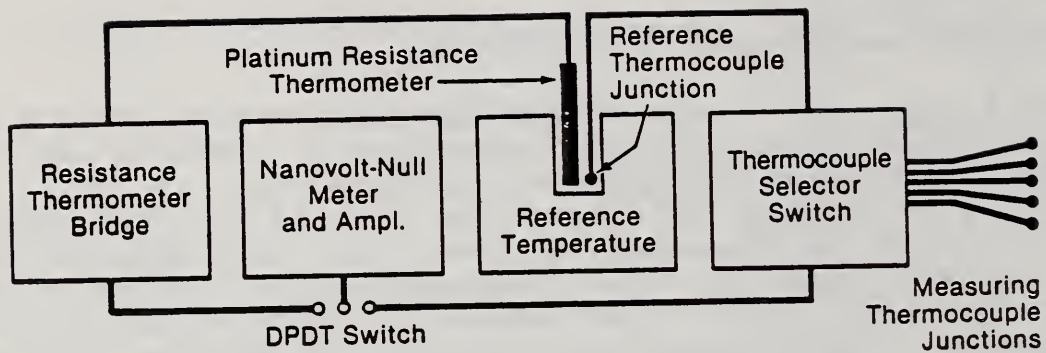 Platinum Resistance
Thermometer
Reference
Thermocouple
Junction
Resistance
Thermometer
Bridge
Nanovolt-Null
Meter
and Ampl.
Reference
Temperature
Thermocouple
Selector
Switch
DPDT Switch
Measuring
Thermocouple
Junctions